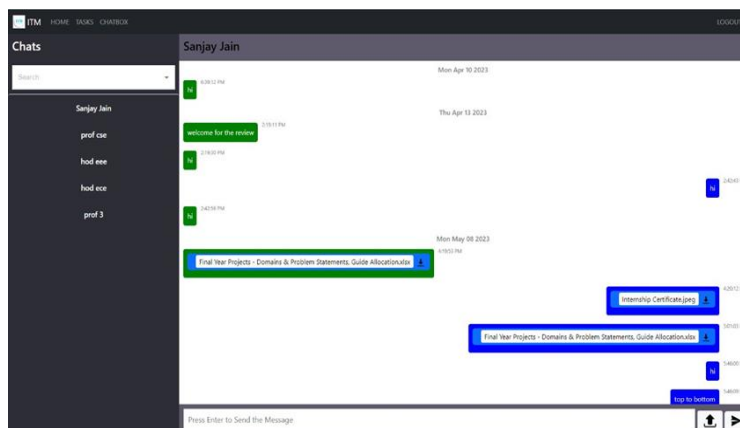 ITM HOME TASKS CHATBOX LOGOUT
Chats
Sanjay Jain
Search
Sanjay Jain
prof cse
hod eee
hod ece
prof 3
Mon Apr 10 2023
hi
Thu Apr 13 2023
welcome for the review
hi
hi
hi
Mon May 08 2023
Final Year Projects - Domains & Problem Statements, Guide Allocation.xlsx
Internship Certificate.jpeg
Final Year Projects - Domains & Problem Statements, Guide Allocation.xlsx
hi
top to bottom
Press Enter to Send the Message